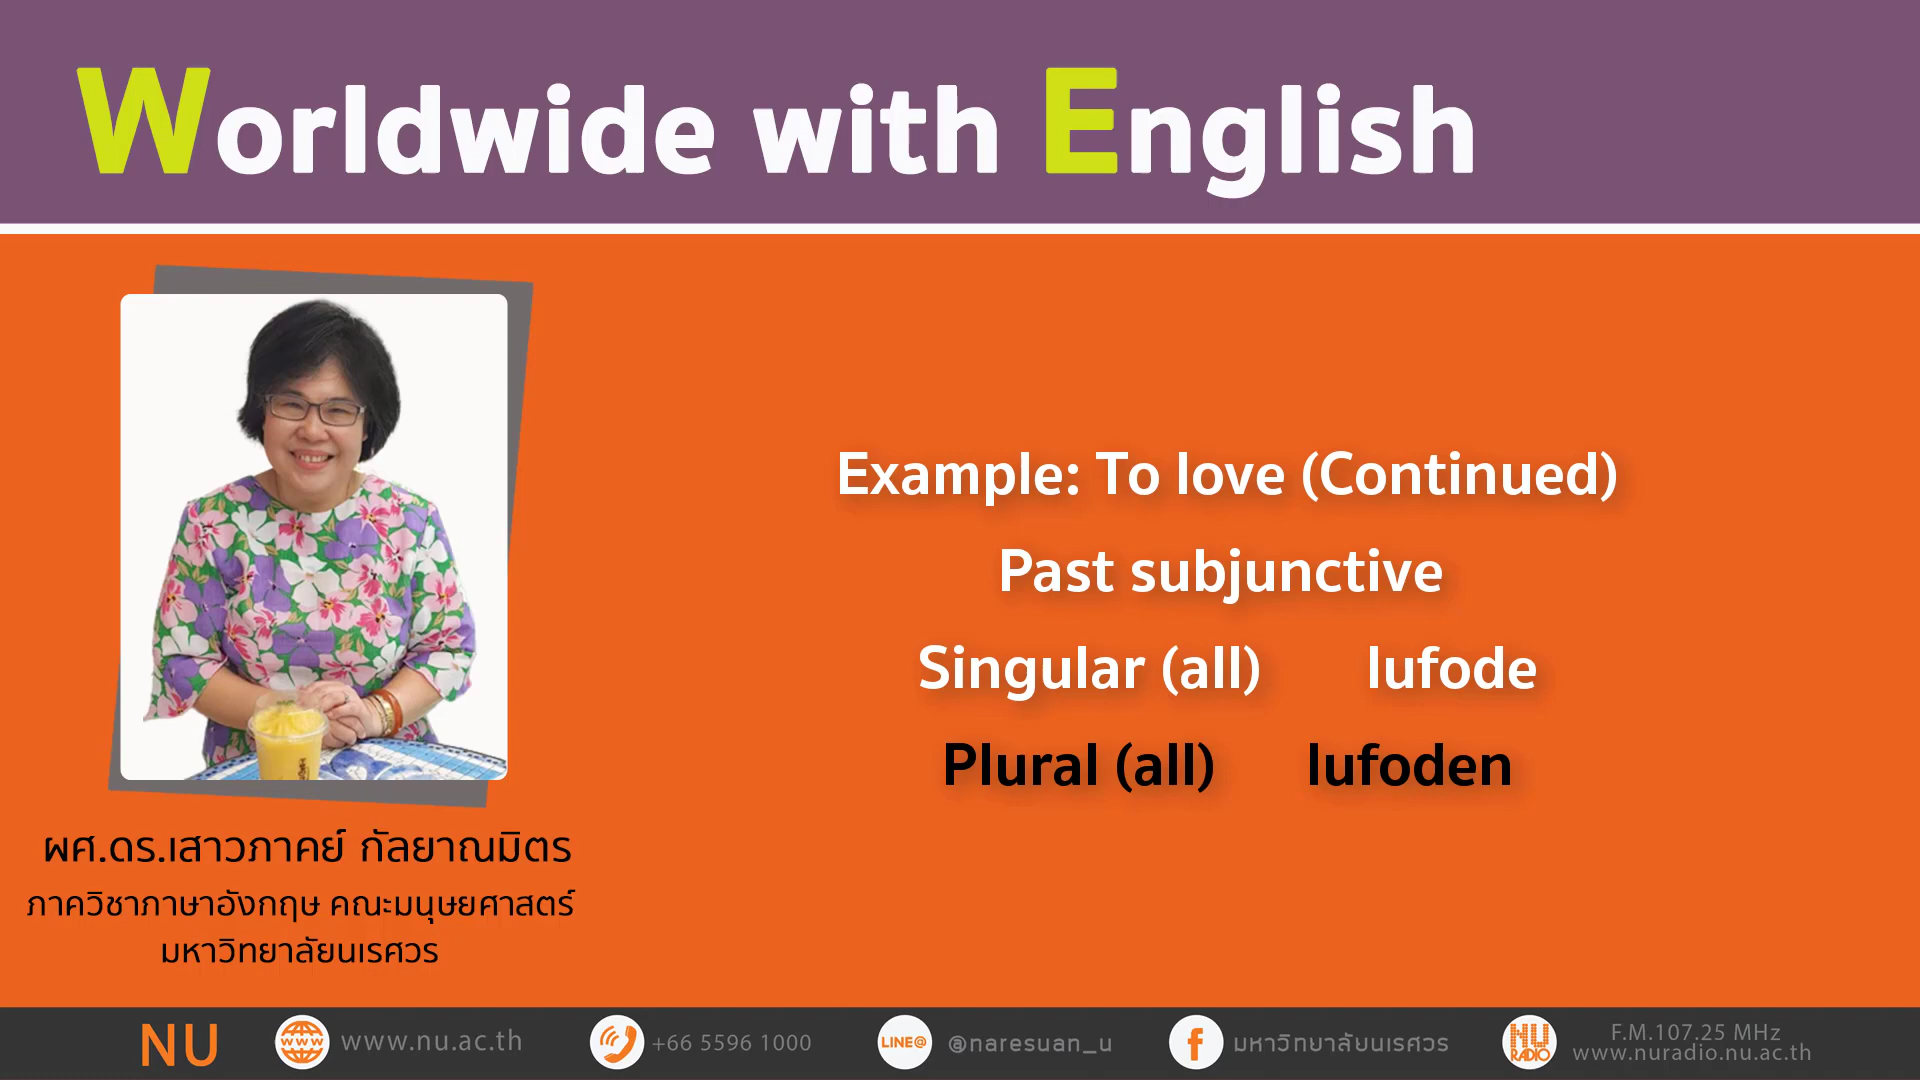 Worldwide with English
Example: To love (Continued)
Past subjunctive
Singular (all) lufode
Plural (all) lufoden
ผศ.ดร.เสาวภาคย์ กัลยาณมิตร
ภาควิชาภาษาอังกฤษ คณะมนุษยศาสตร์
มหาวิทยาลัยนเรศวร
NU
www
www.nu.ac.th
+66 5596 1000
LINE@
@naresuan_u
f
มหาวิทยาลัยนเรศวร
NU
RADIO
F.M.107.25 MHz
www.nuradio.nu.ac.th